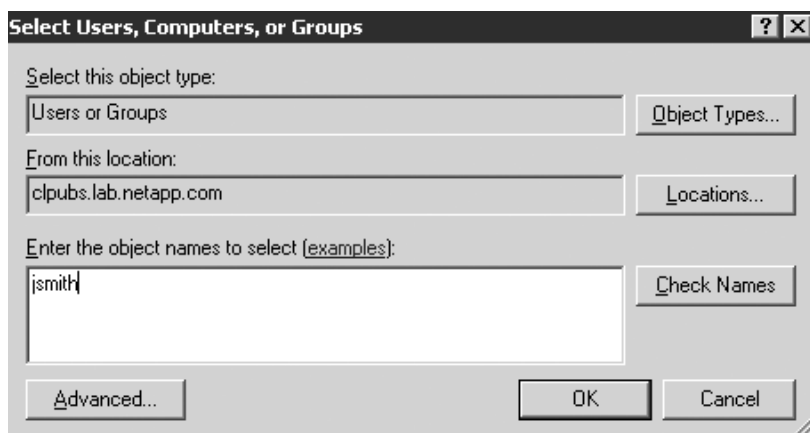 Select Users, Computers, or Groups
? X
Select this object type:
Users or Groups
Object Types...
From this location:
clpubs.lab.netapp.com
Locations...
Enter the object names to select (examples):
jsmith
Check Names
Advanced...
OK
Cancel